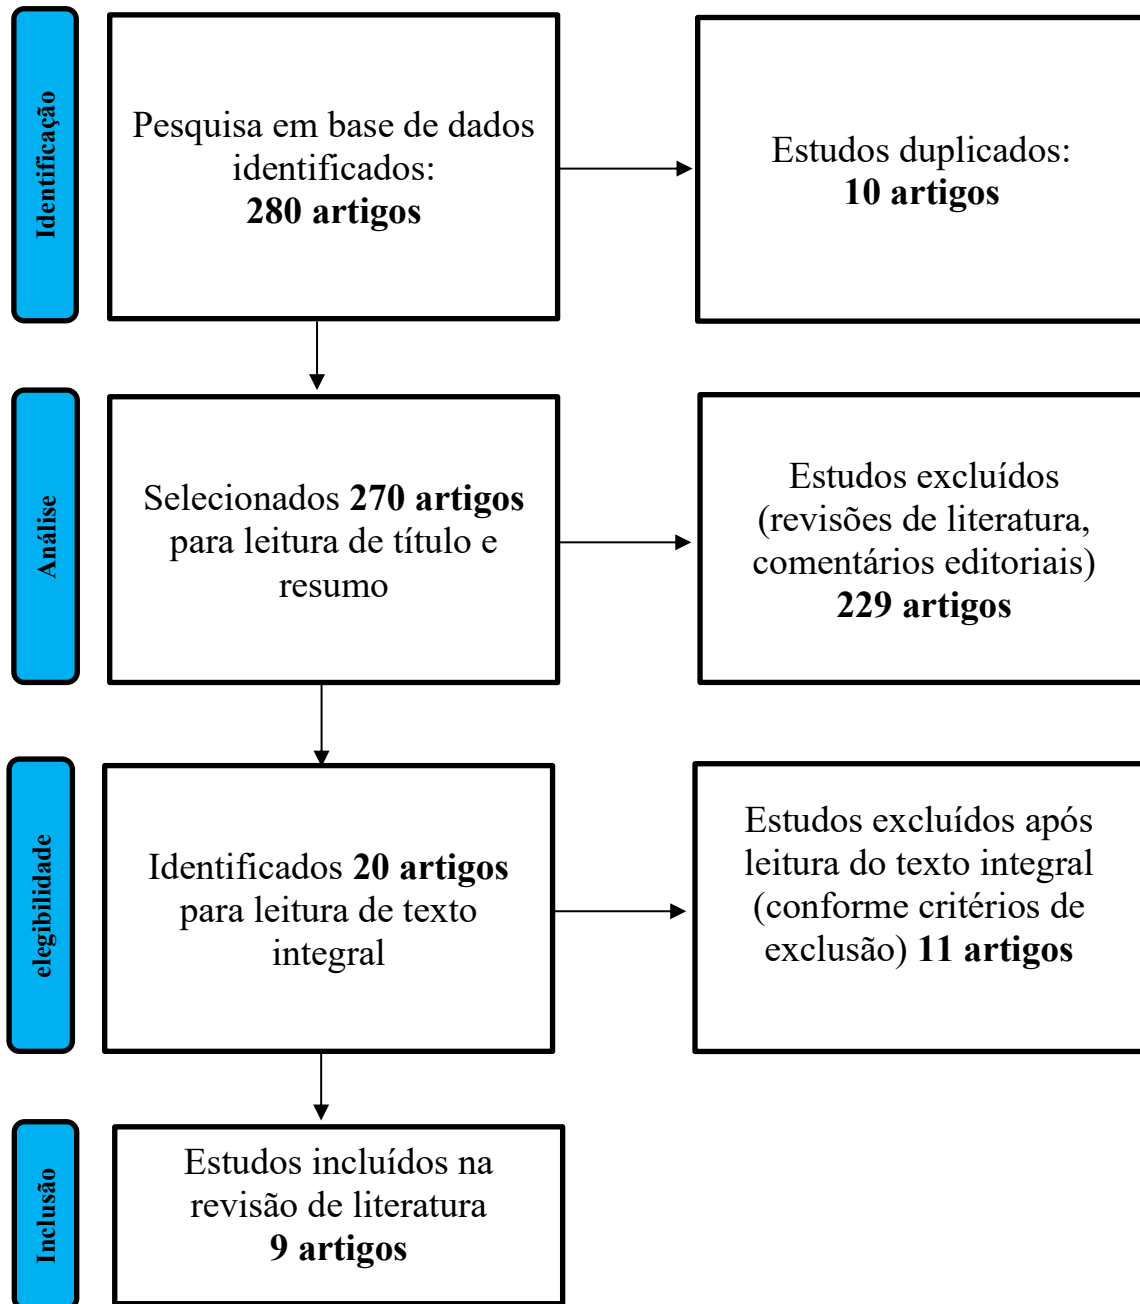 Identificação
Pesquisa em base de dados
identificados:
280 artigos
Estudos duplicados:
10 artigos
Análise
Selecionados 270 artigos
para leitura de título e
resumo
Estudos excluídos
(revisões de literatura,
comentários editoriais)
229 artigos
elegibilidade
Identificados 20 artigos
para leitura de texto
integral
Estudos excluídos após
leitura do texto integral
(conforme critérios de
exclusão) 11 artigos
Inclusão
Estudos incluídos na
revisão de literatura
9 artigos